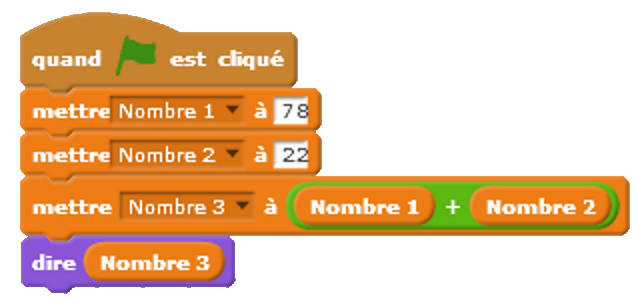 quand est cliqué
mettre Nombre 1 à 78
mettre Nombre 2 à 22
mettre Nombre 3 à Nombre 1 + Nombre 2
dire Nombre 3